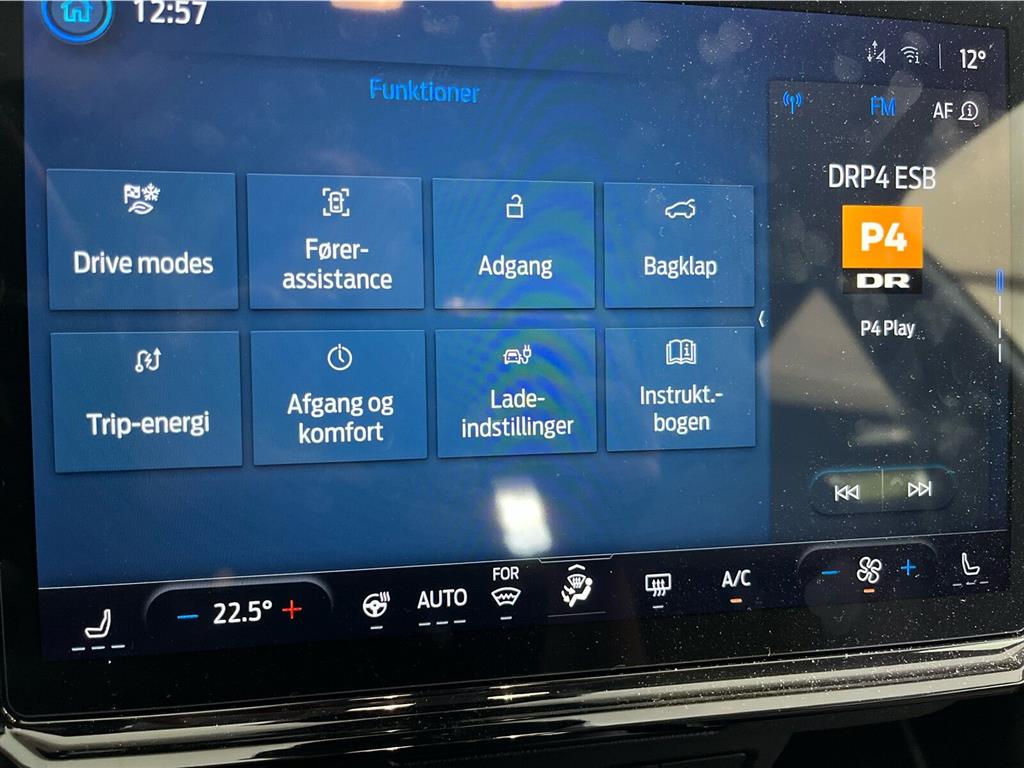 12:57
12°
Funktioner
FM
AF
DRP4 ESB
P4
DR
P4 Play
Drive modes
Fører-
assistance
Adgang
Bagklap
Trip-energi
Afgang og
komfort
Lade-
indstillinger
Instrukt.-
bogen
22.5°
AUTO
FOR
A/C